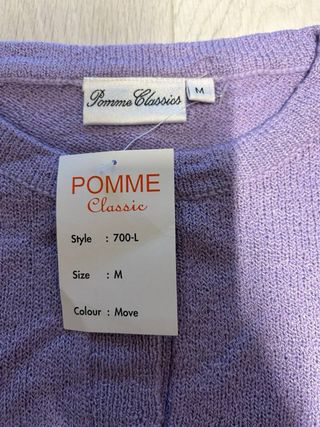 Pomme Classics
M
POMME
Classic
Style : 700-L
Size : M
Colour : Move